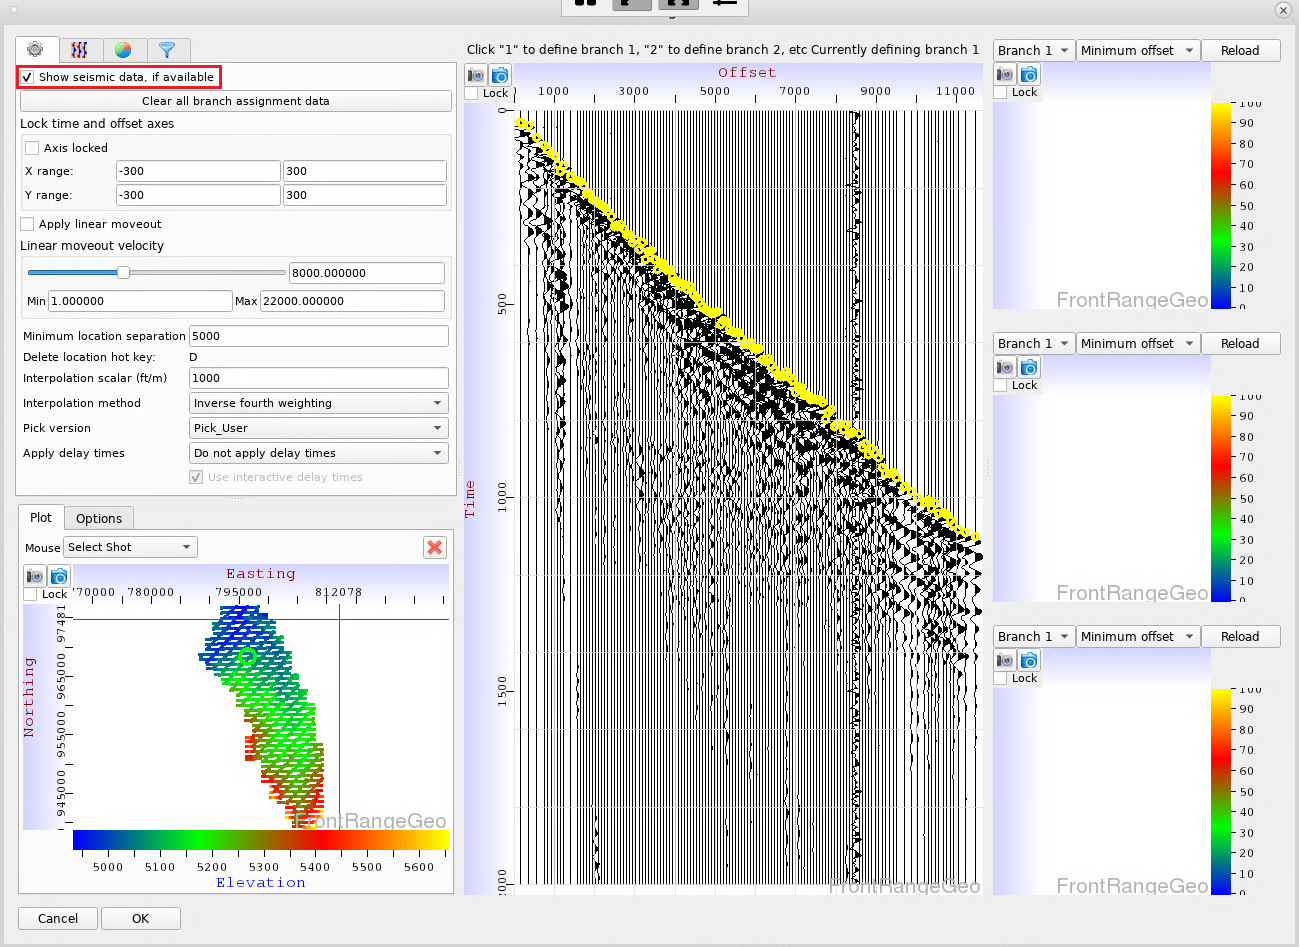 Show seismic data, if available
Clear all branch assignment data
Lock time and offset axes
Axis locked
X range: -300 300
Y range: -300 300
Apply linear moveout
Linear moveout velocity
8000.000000
Min 1.000000 Max 22000.000000
Minimum location separation 5000
Delete location hot key: D
Interpolation scalar (ft/m) 1000
Interpolation method Inverse fourth weighting
Pick version Pick_User
Apply delay times Do not apply delay times
Use interactive delay times
Plot Options
Mouse Select Shot
Easting
Lock
770000 780000 795000 812078
Northing
97481
965000
955000
945000
FrontRangeGeo
5000 5100 5200 5300 5400 5500 5600
Elevation
Cancel OK
Click "1" to define branch 1, "2" to define branch 2, etc Currently defining branch 1
Offset
Lock
1000 3000 5000 7000 9000 11000
Time
0
500
1000
1500
2000
FrontRangeGeo
Branch 1 Minimum offset Reload
Lock
100
90
80
70
60
50
40
30
20
10
0
FrontRangeGeo
Branch 1 Minimum offset Reload
Lock
100
90
80
70
60
50
40
30
20
10
0
FrontRangeGeo
Branch 1 Minimum offset Reload
Lock
100
90
80
70
60
50
40
30
20
10
0
FrontRangeGeo